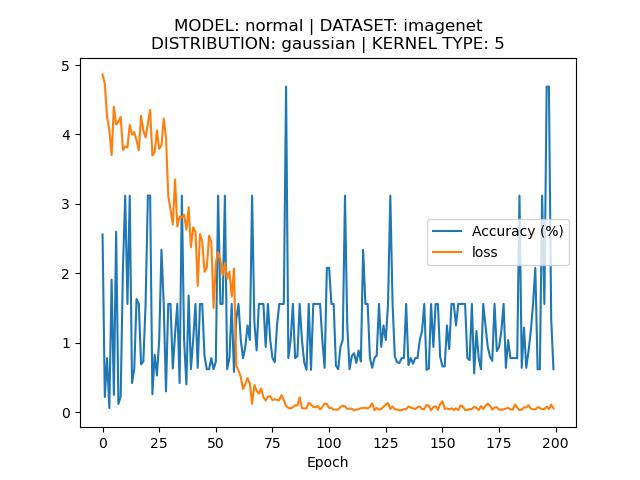 MODEL: normal | DATASET: imagenet
DISTRIBUTION: gaussian | KERNEL TYPE: 5
5
4
3
2
1
0
Accuracy (%)
loss
0 25 50 75 100 125 150 175 200
Epoch